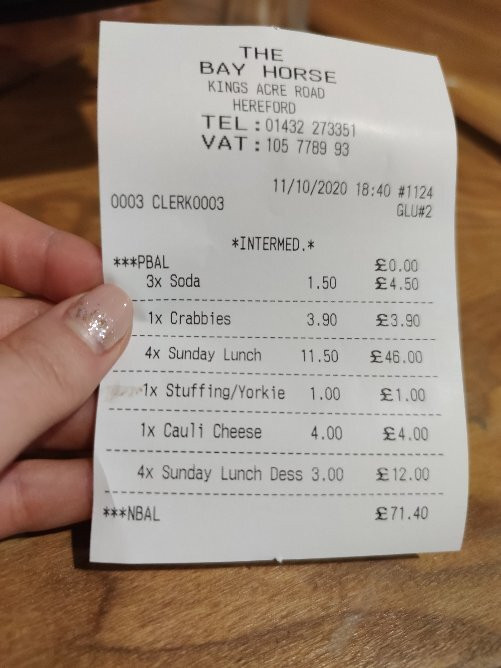 THE
BAY HORSE
KINGS ACRE ROAD
HEREFORD
TEL :01432 273351
VAT :105 7789 93
11/10/2020 18:40 #1124
0003 CLERK0003 GLU#2
*INTERMED.*
***PBAL £0.00
3x Soda 1.50 £4.50
1x Crabbies 3.90 £3.90
4x Sunday Lunch 11.50 £46.00
1x Stuffing/Yorkie 1.00 £1.00
1x Cauli Cheese 4.00 £4.00
4x Sunday Lunch Dess 3.00 £12.00
***NBAL £71.40